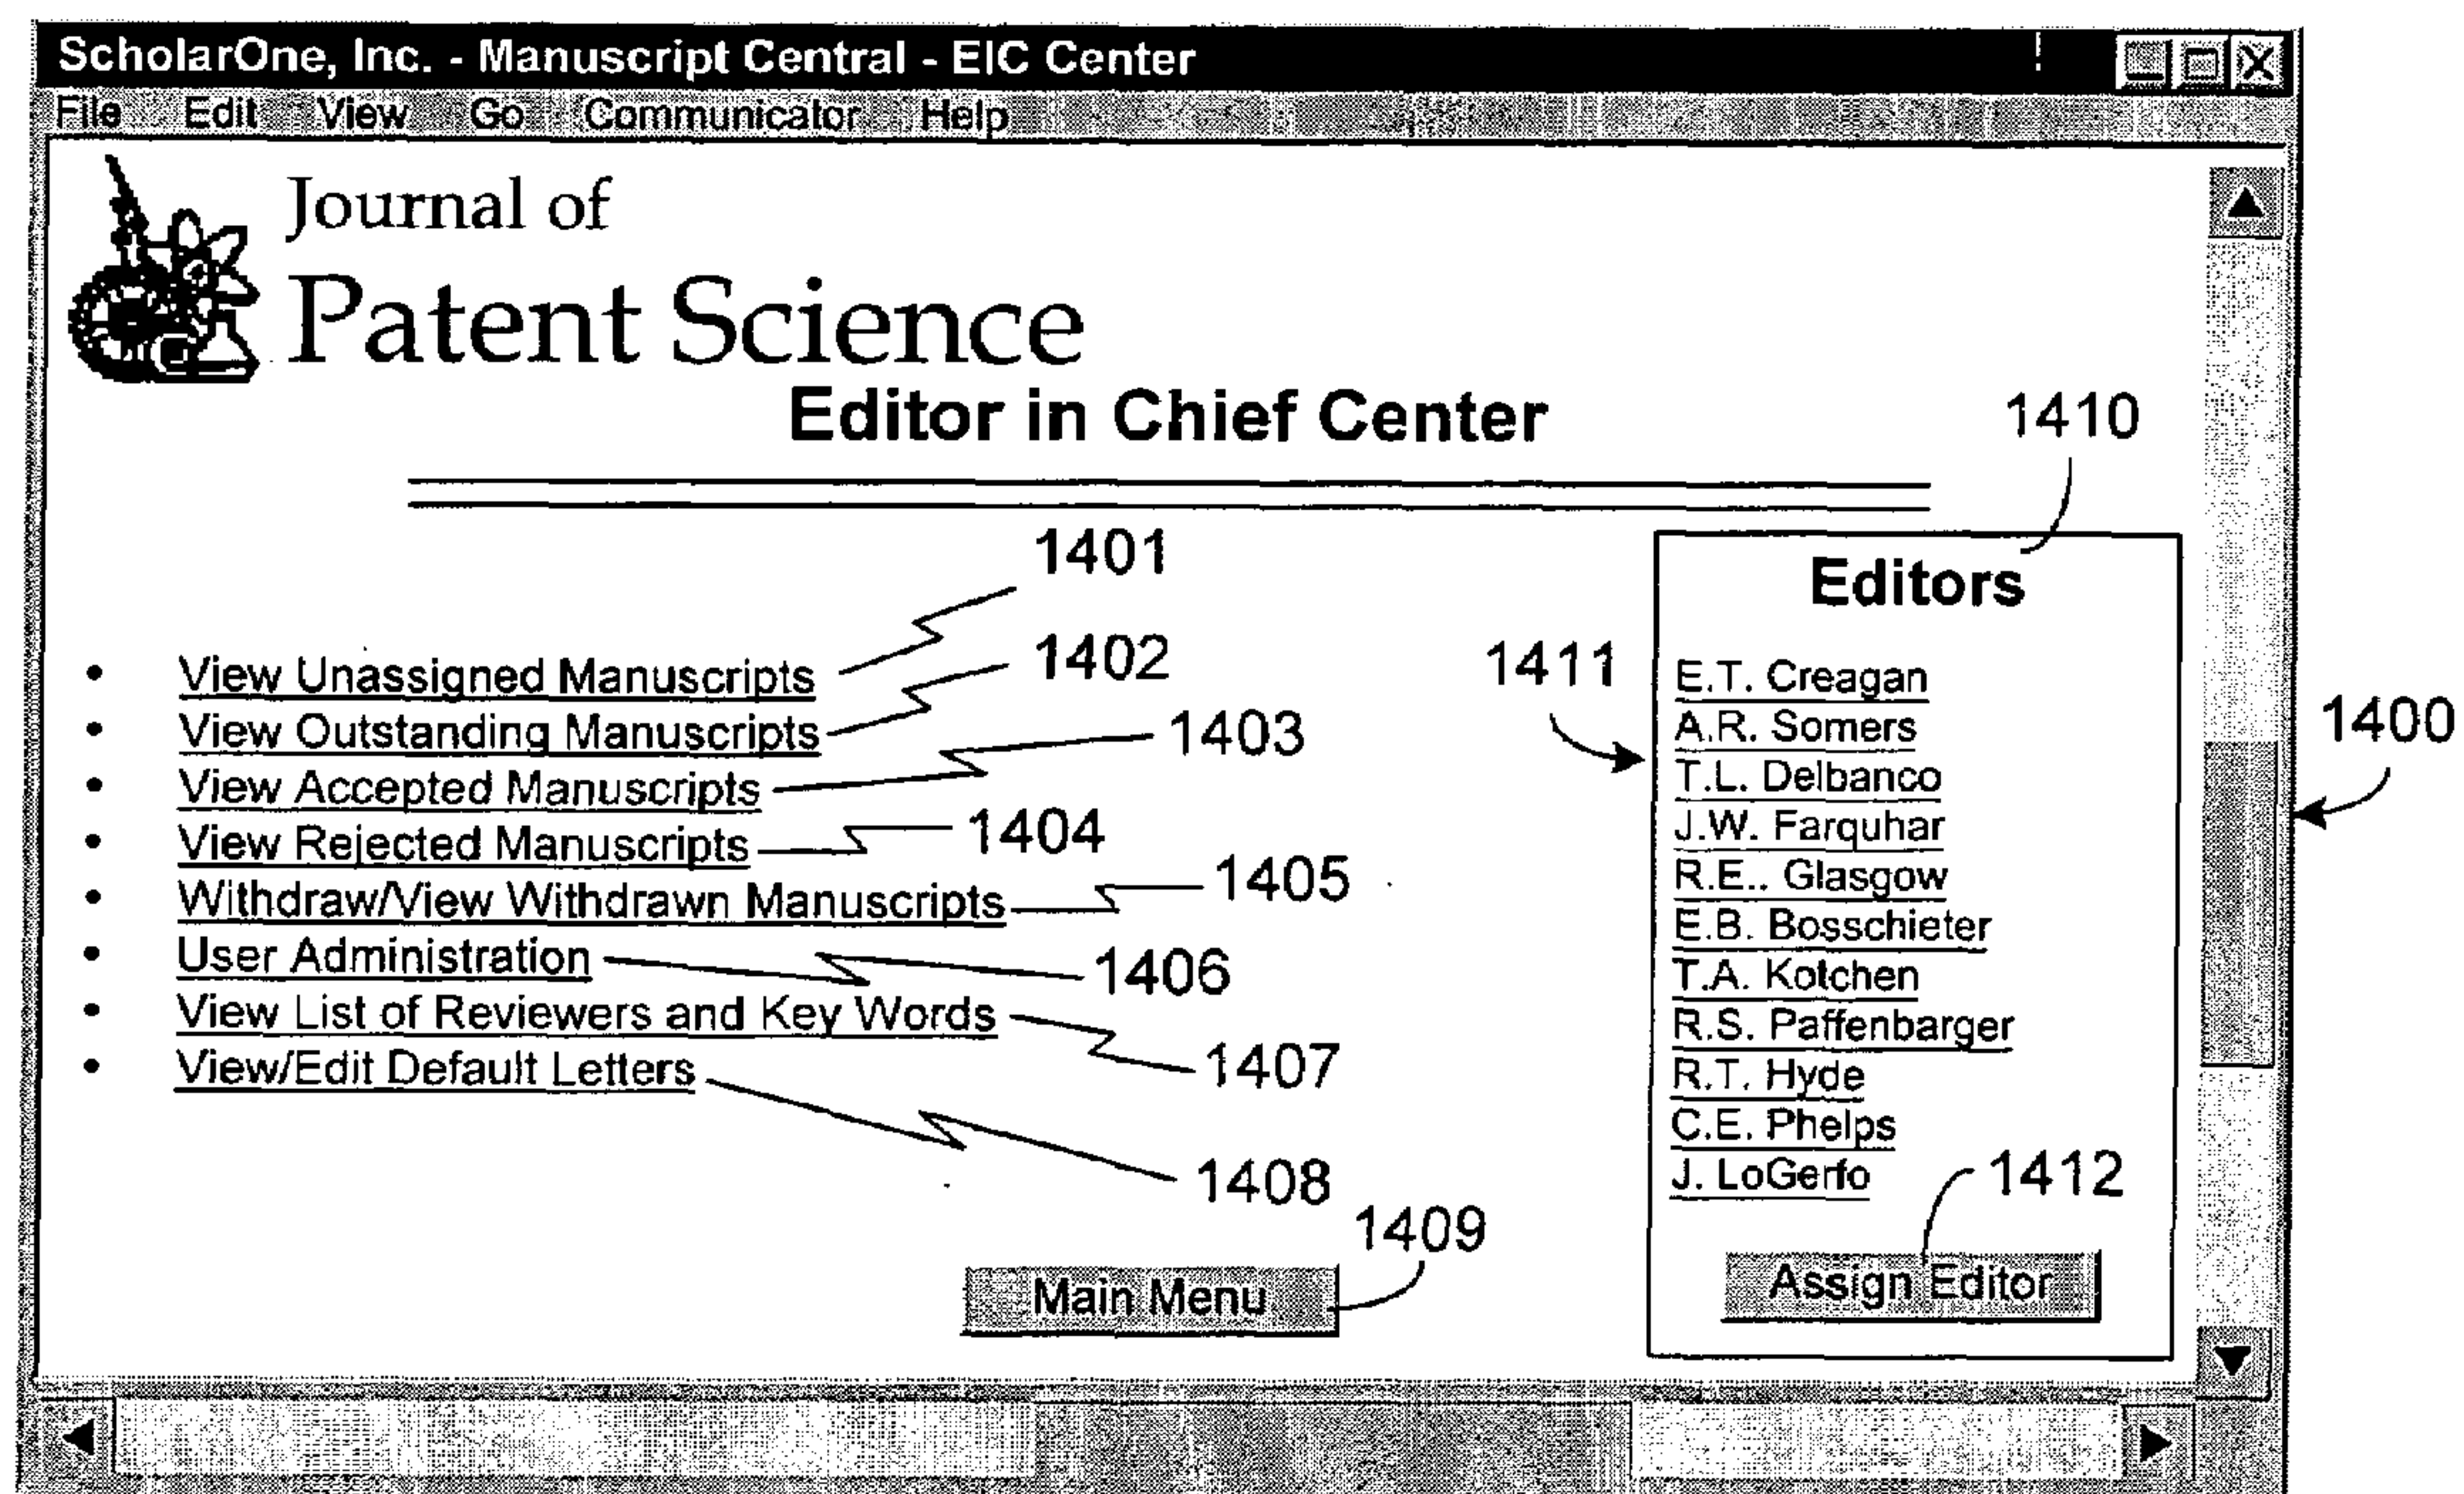 ScholarOne, Inc. - Manuscript Central - EIC Center
File Edit View Go Communicator Help
Journal of
Patent Science
Editor in Chief Center
1410
1401
1402
1403
1404
1405
1406
1407
1408
1409
• View Unassigned Manuscripts
• View Outstanding Manuscripts
• View Accepted Manuscripts
• View Rejected Manuscripts
• Withdraw/View Withdrawn Manuscripts
• User Administration
• View List of Reviewers and Key Words
• View/Edit Default Letters
Main Menu
Editors
1411
E.T. Creagan
A.R. Somers
T.L. Delbanco
J.W. Farquhar
R.E.. Glasgow
E.B. Bosschieter
T.A. Kotchen
R.S. Paffenbarger
R.T. Hyde
C.E. Phelps
J. LoGerfo
1412
Assign Editor
1400